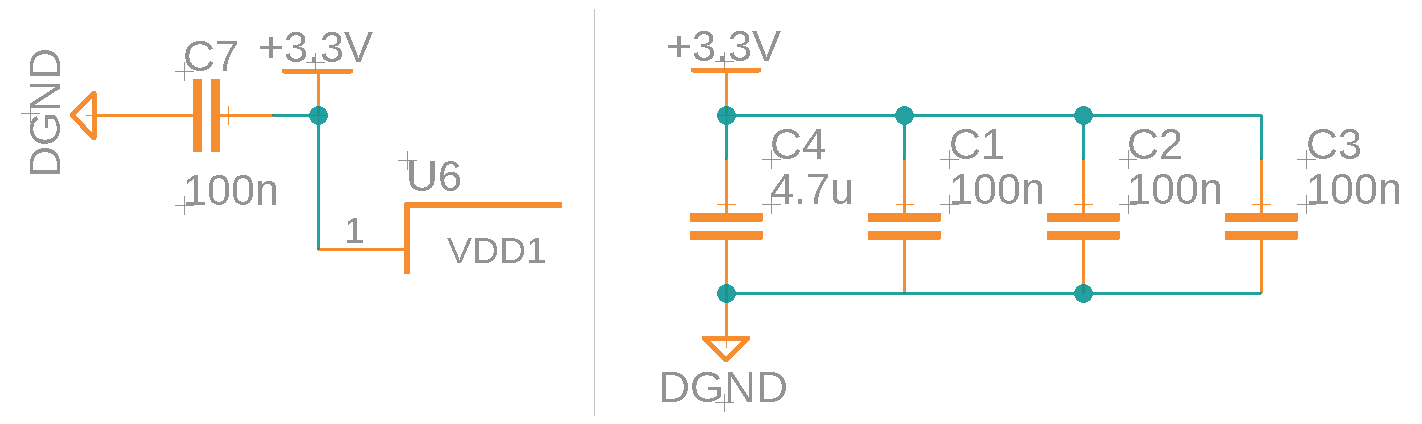 DGND
C7
+3.3V
100n
U6
1
VDD1
+3.3V
C4
4.7u
C1
100n
C2
100n
C3
100n
DGND